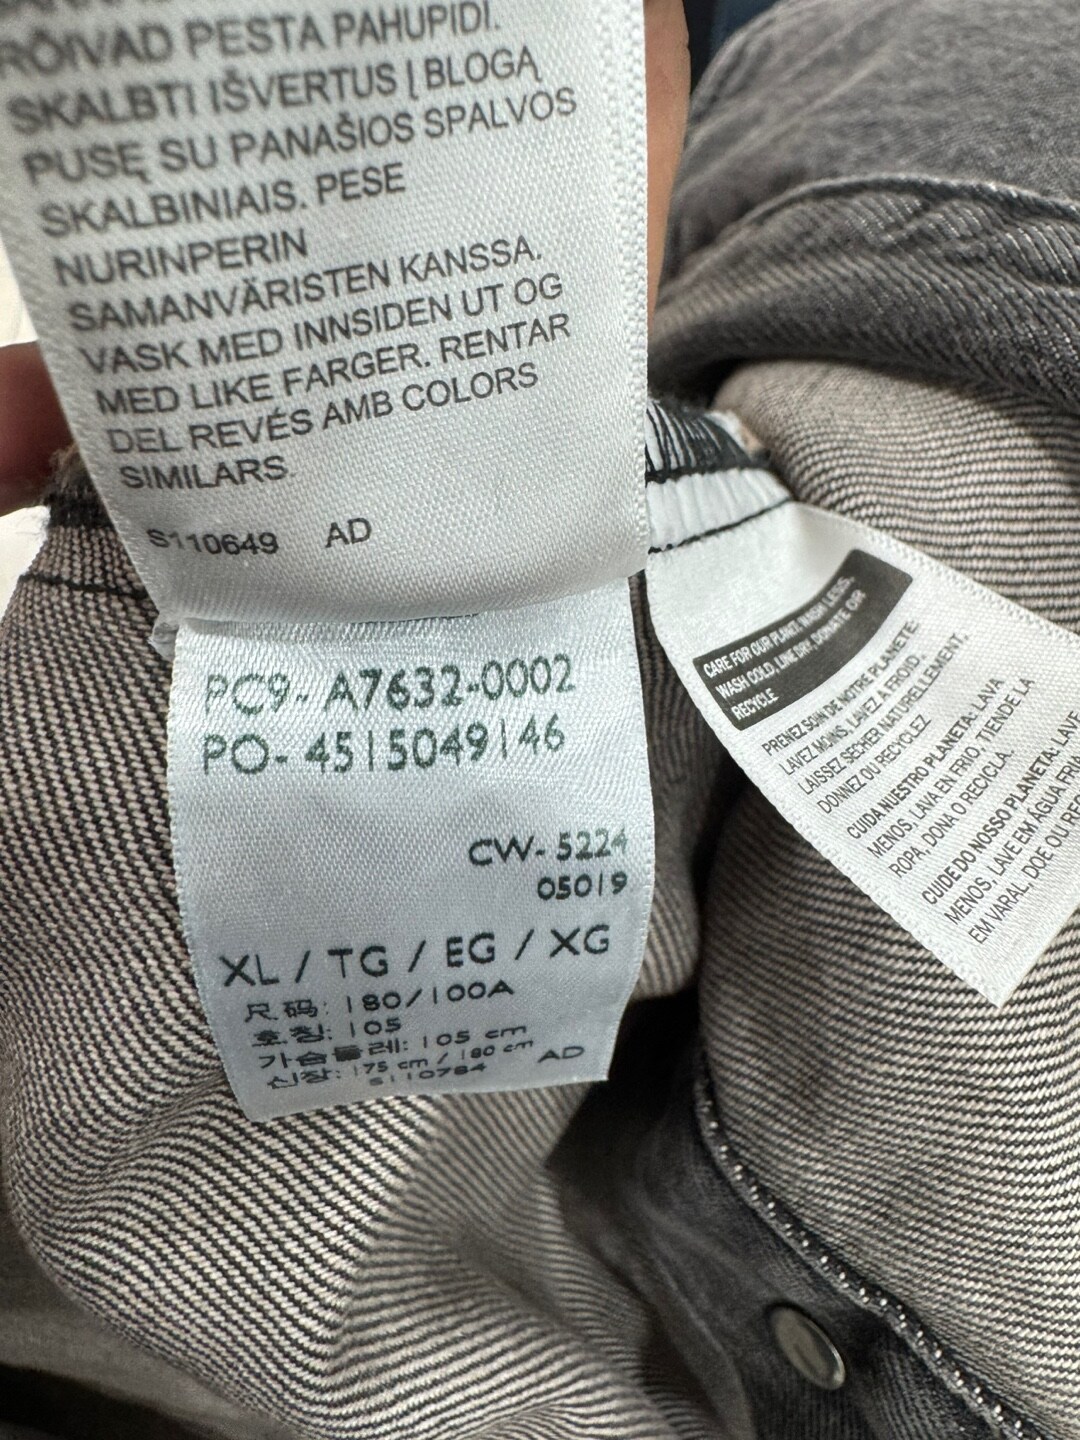 RÕIVAD PESTA PAHUPIDI.
SKALBTI IŠVERTUS Į BLOGĄ
PUSĘ SU PANAŠIOS SPALVOS
SKALBINIAIS. PESE
NURINPERIN
SAMANVÄRISTEN KANSSA.
VASK MED INNSIDEN UT OG
MED LIKE FARGER. RENTAR
DEL REVÉS AMB COLORS
SIMILARS
S110649 AD
PC9- A7632-0002
PO- 4515049146
CW- 5224
05019
XL / TG / EG / XG
尺码: 180/100A
호칭: 105
가슴둘레: 105 cm
신장: 175 cm / 180 cm AD
S110784
CARE FOR OUR PLANET: WASH LESS,
WASH COLD, LINE DRY, DONATE OR
RECYCLE
PRENEZ SOIN DE NOTRE PLANETE:
LAVEZ MOINS, LAVEZ A FROID,
LAISSEZ SECHER NATURELLEMENT,
DONNEZ OU RECYCLEZ
CUIDA NUESTRO PLANETA: LAVA
MENOS, LAVA EN FRIO, TIENDE LA
ROPA, DONA O RECICLA.
CUIDE DO NOSSO PLANETA: LAVE
MENOS, LAVE EM ÁGUA FRIA
EM VARAL, DOE OU REC